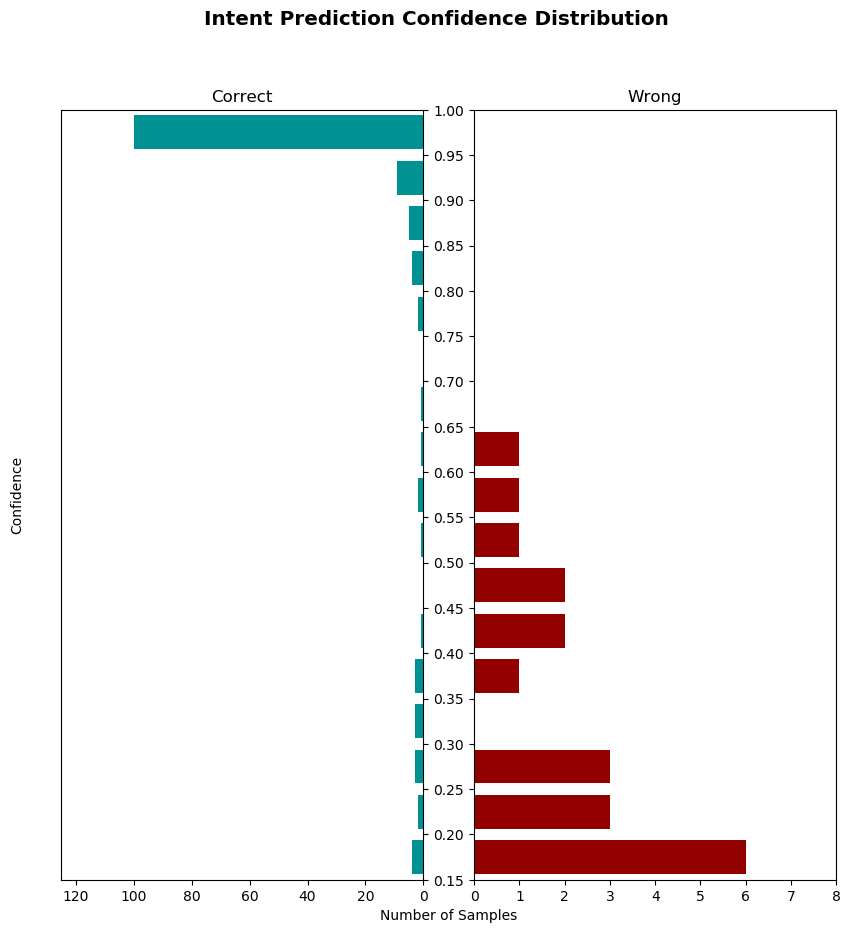 Intent Prediction Confidence Distribution
Correct
Wrong
1.00
0.95
0.90
0.85
0.80
0.75
0.70
0.65
0.60
0.55
0.50
0.45
0.40
0.35
0.30
0.25
0.20
0.15
Confidence
120 100 80 60 40 20 0
0 1 2 3 4 5 6 7 8
Number of Samples